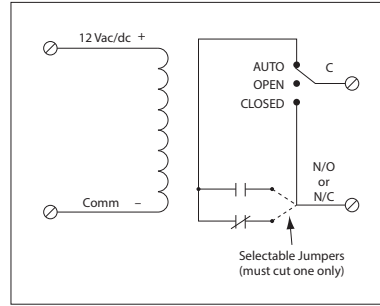 12 Vac/dc +
AUTO
C
OPEN
CLOSED
N/O
or
N/C
Comm –
Selectable Jumpers
(must cut one only)